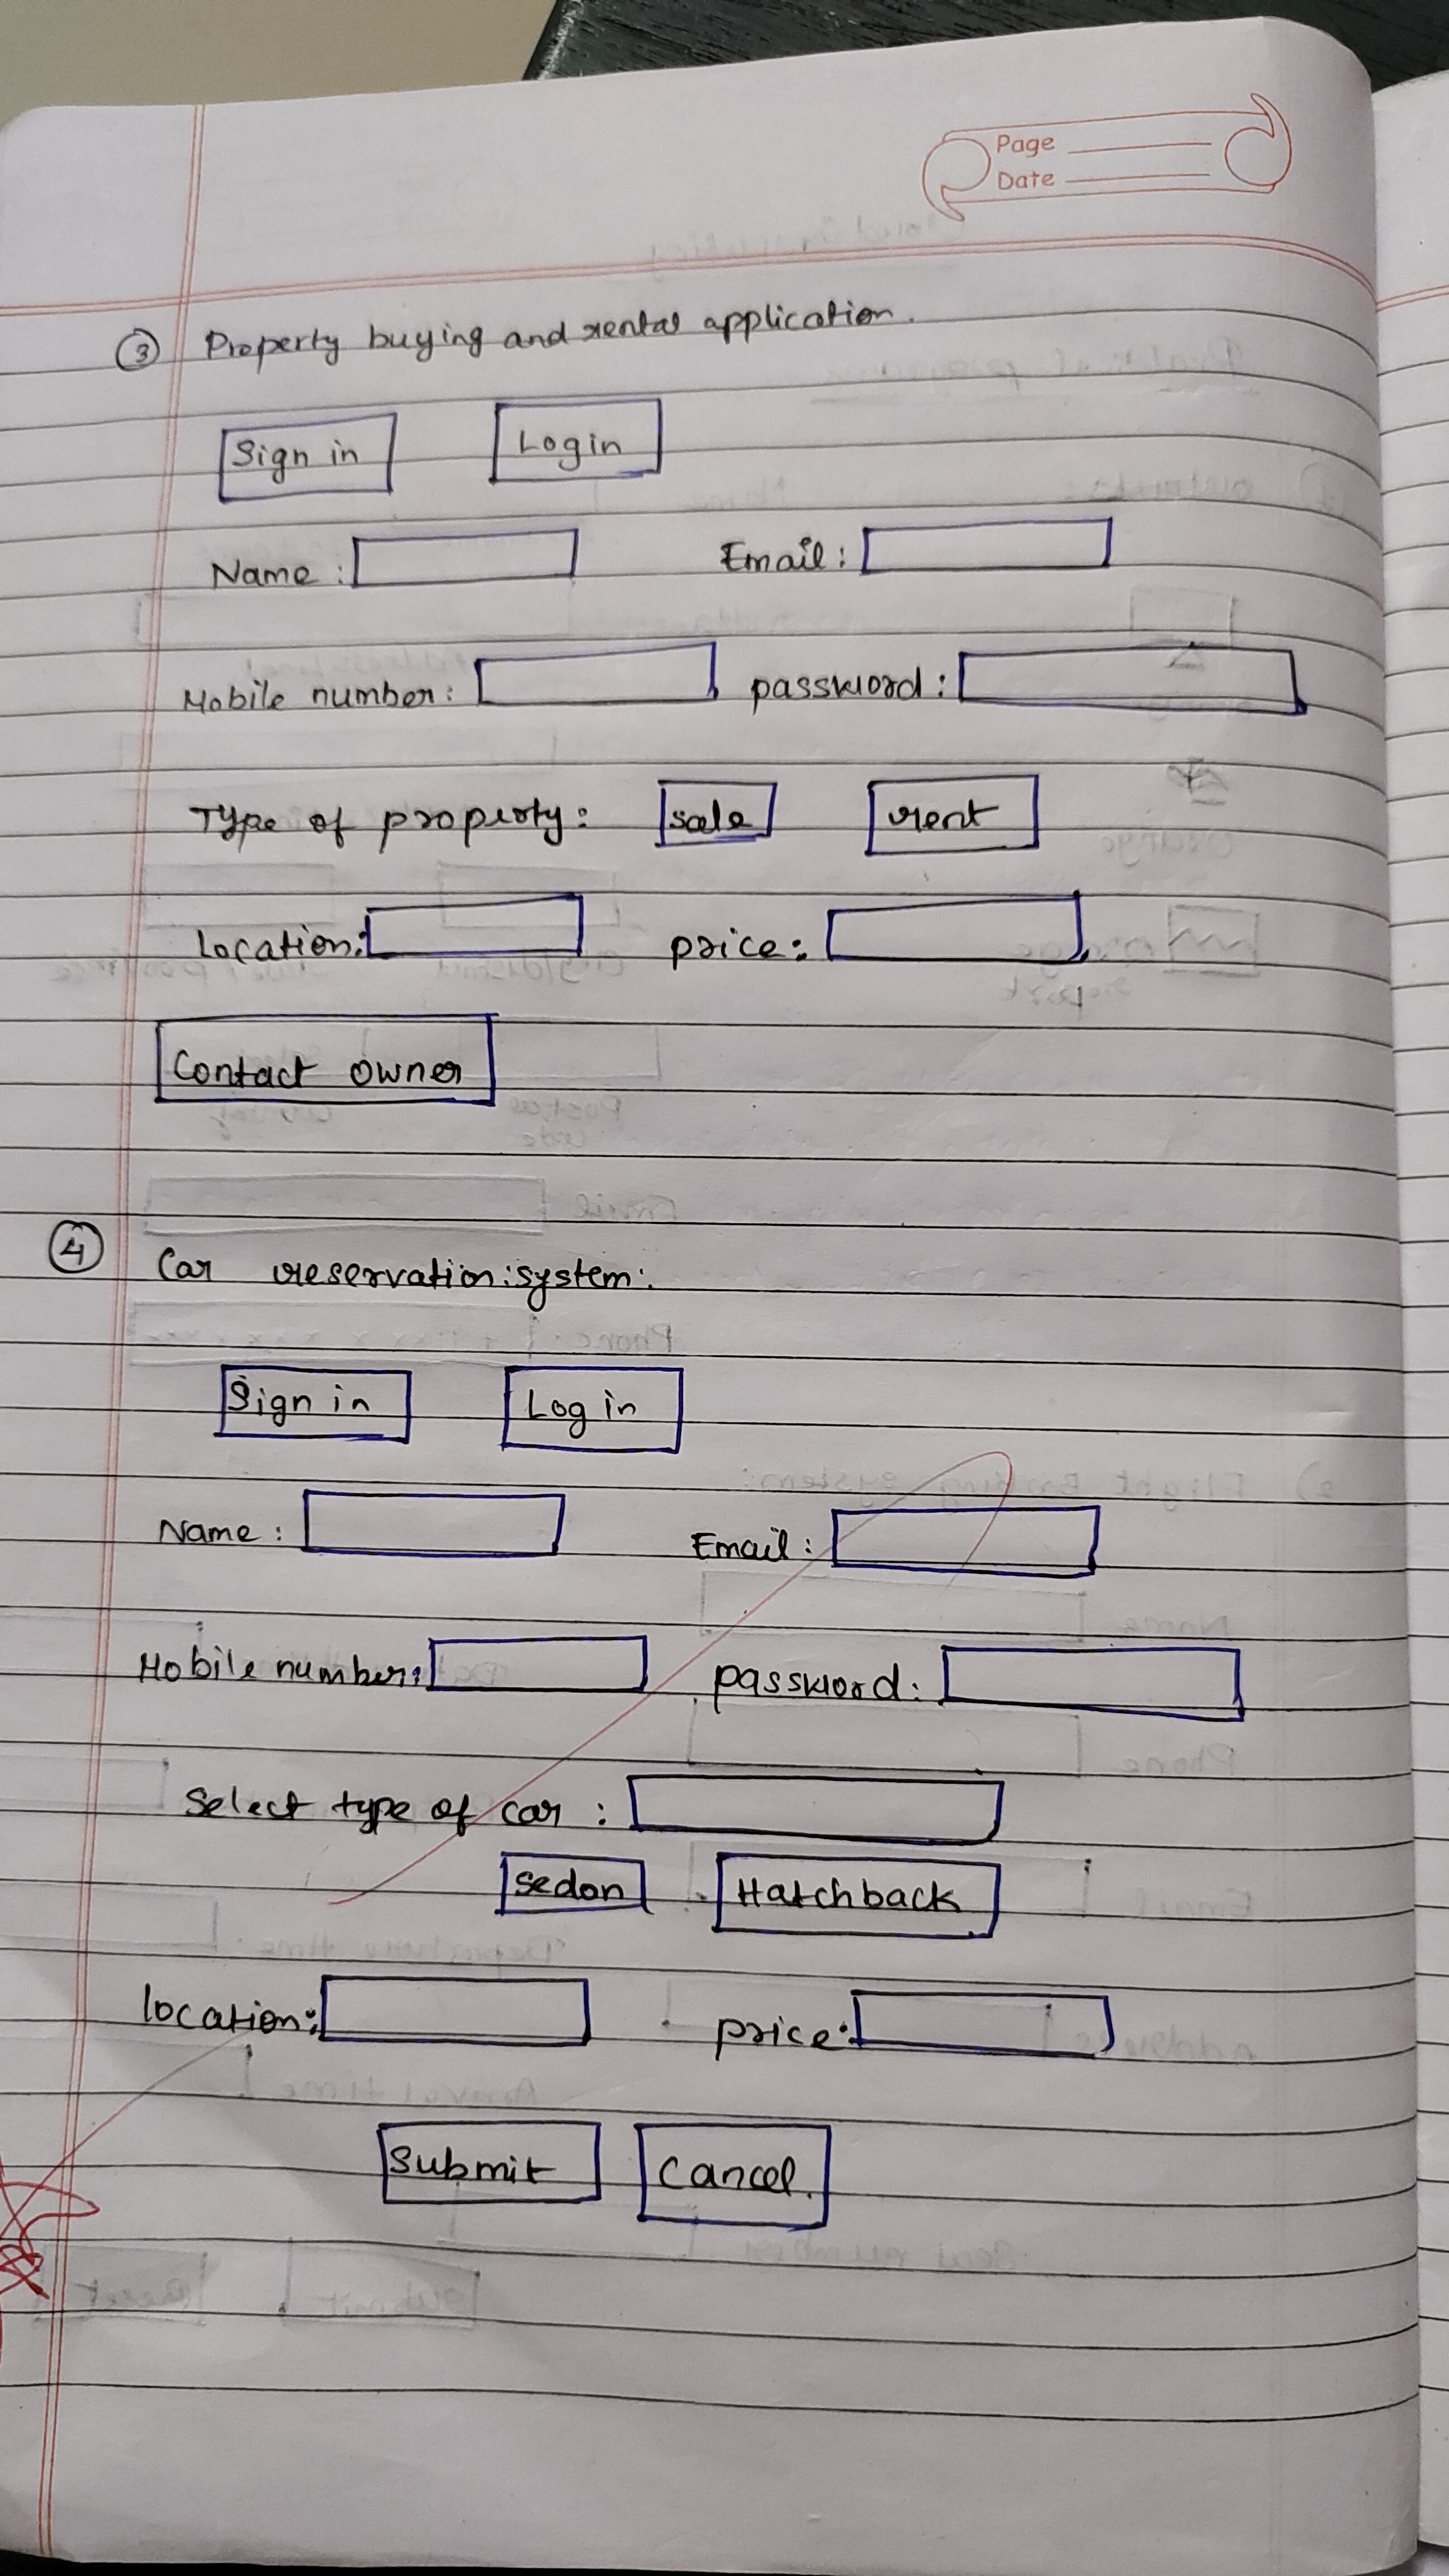 Page
Date
3 Property buying and rental application.
Sign in Login
Name : Email :
Mobile number : password :
Type of property : sale rent
Location : price :
Contact owner
4 Car reservation : system :
Sign in Log in
Name : Email :
Mobile number : password :
Select type of car :
Sedan Hatchback
location : price :
Submit Cancel.